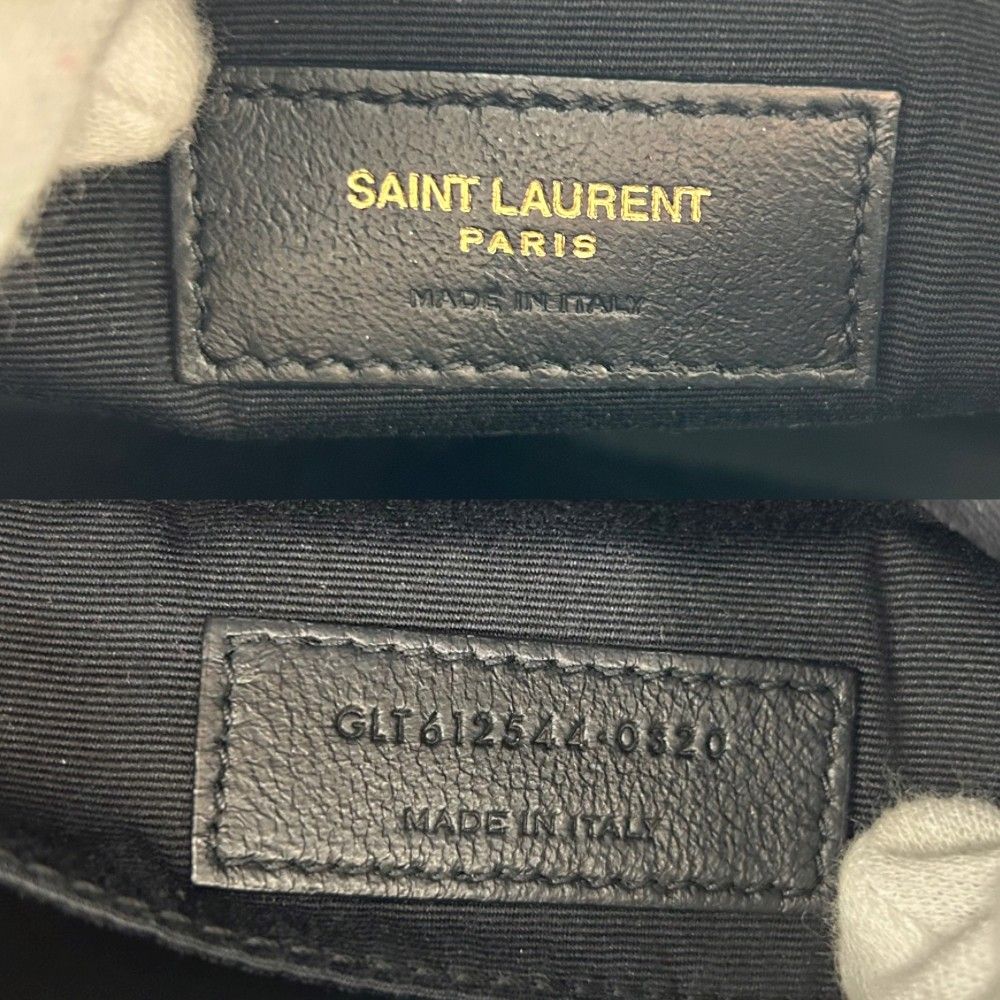 SAINT LAURENT
PARIS
MADE IN ITALY
GLT612544-0320
MADE IN ITALY